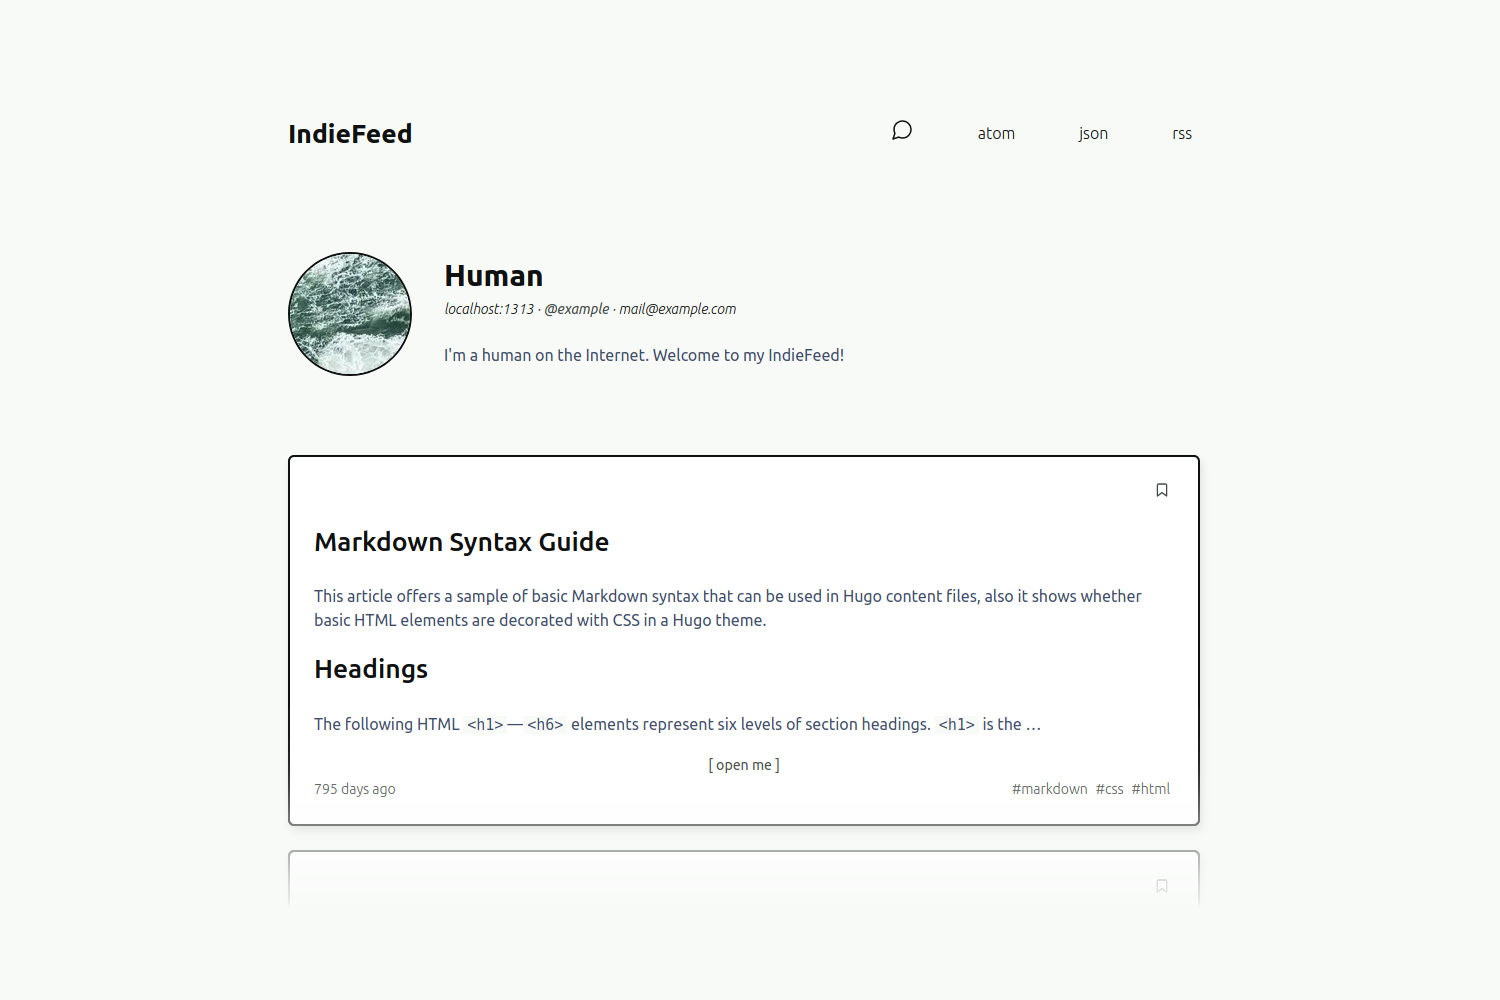 IndieFeed
atom json rss
Human
localhost:1313 · @example · mail@example.com
I'm a human on the Internet. Welcome to my IndieFeed!
Markdown Syntax Guide
This article offers a sample of basic Markdown syntax that can be used in Hugo content files, also it shows whether
basic HTML elements are decorated with CSS in a Hugo theme.
Headings
The following HTML <h1>—<h6> elements represent six levels of section headings. <h1> is the …
[ open me ]
795 days ago #markdown #css #html